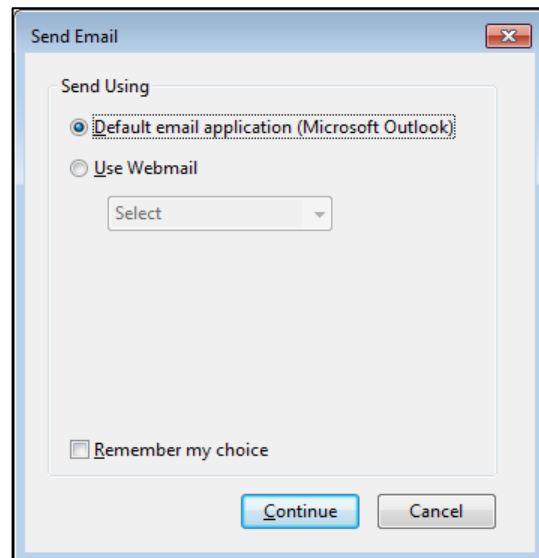 Send Email
Send Using
Default email application (Microsoft Outlook)
Use Webmail
Select
Remember my choice
Continue
Cancel